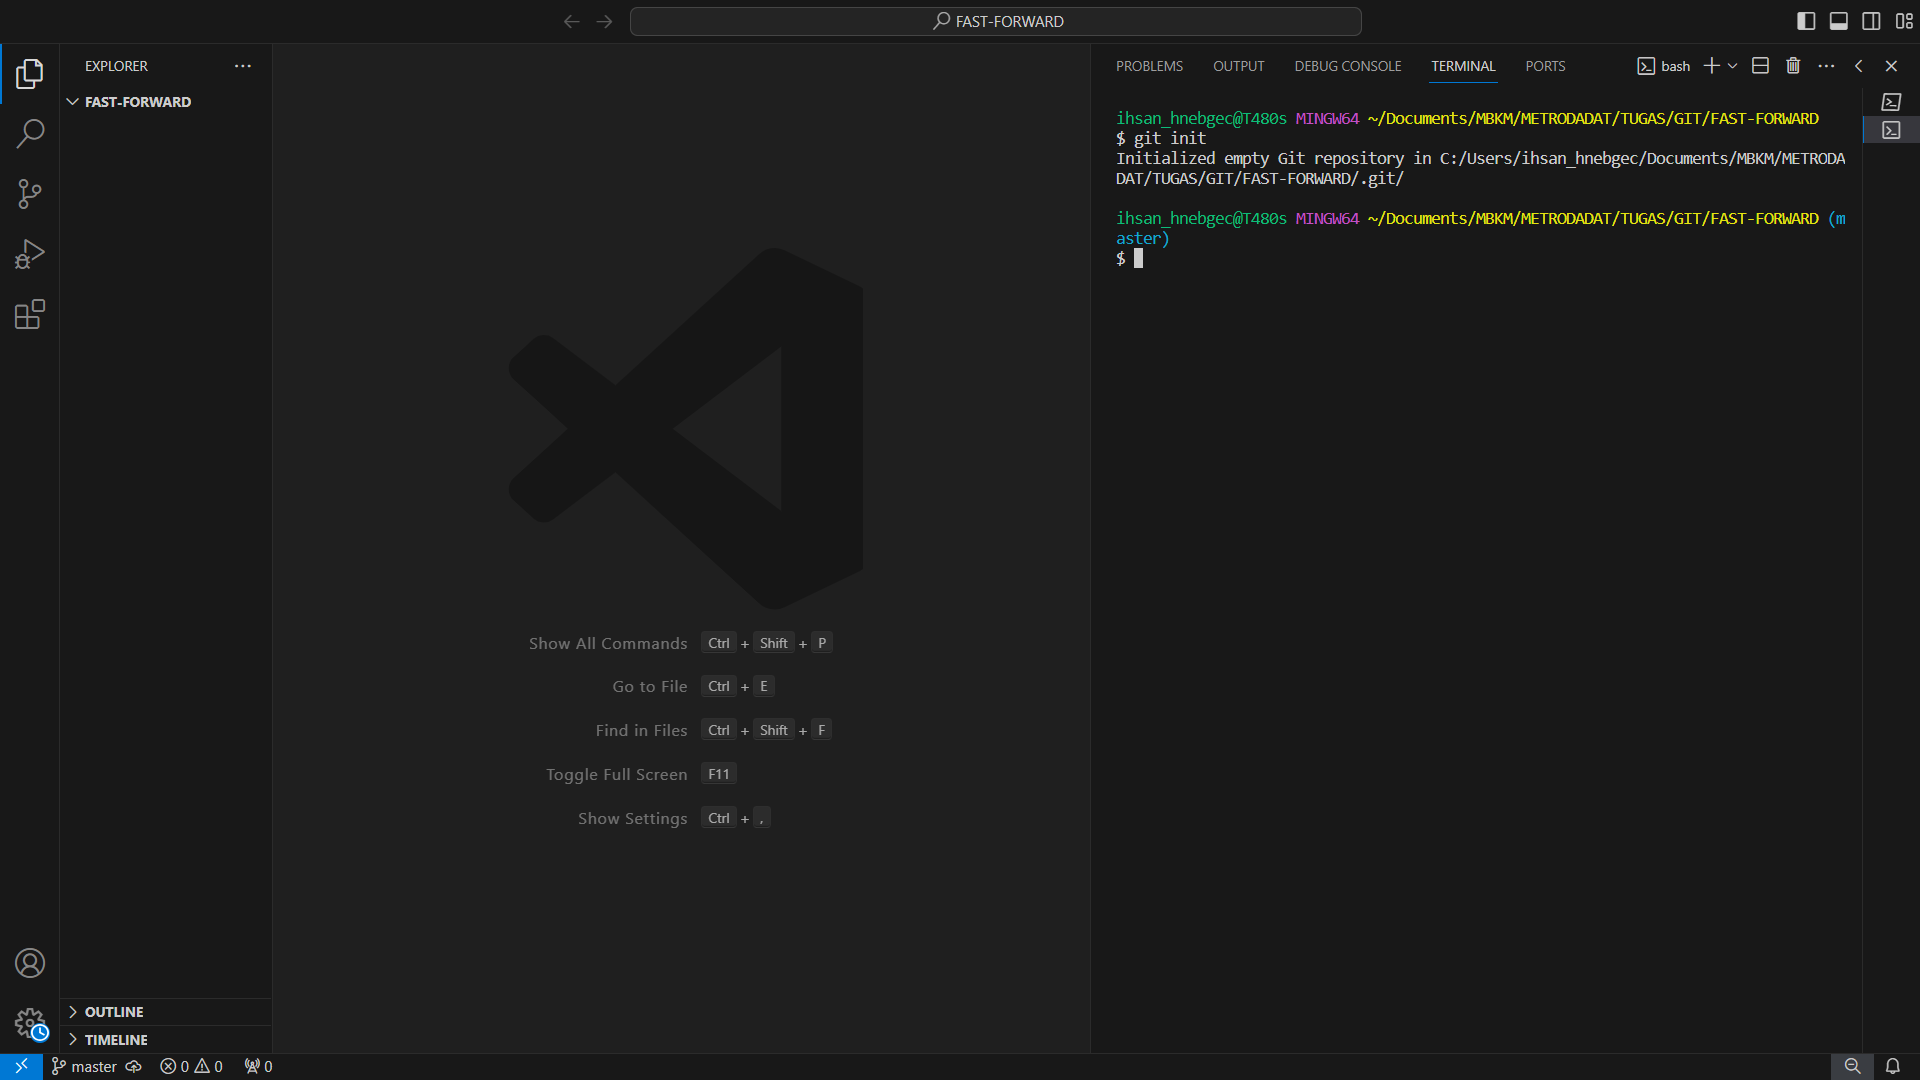 FAST-FORWARD
EXPLORER
FAST-FORWARD
OUTLINE
TIMELINE
Show All Commands Ctrl + Shift + P
Go to File Ctrl + E
Find in Files Ctrl + Shift + F
Toggle Full Screen F11
Show Settings Ctrl + ,
PROBLEMS OUTPUT DEBUG CONSOLE TERMINAL PORTS bash
ihsan_hnebgec@T480s MINGW64 ~/Documents/MBKM/METRODADAT/TUGAS/GIT/FAST-FORWARD
$ git init
Initialized empty Git repository in C:/Users/ihsan_hnebgec/Documents/MBKM/METRODA
DAT/TUGAS/GIT/FAST-FORWARD/.git/
ihsan_hnebgec@T480s MINGW64 ~/Documents/MBKM/METRODADAT/TUGAS/GIT/FAST-FORWARD (m
aster)
$
master 0 0 0